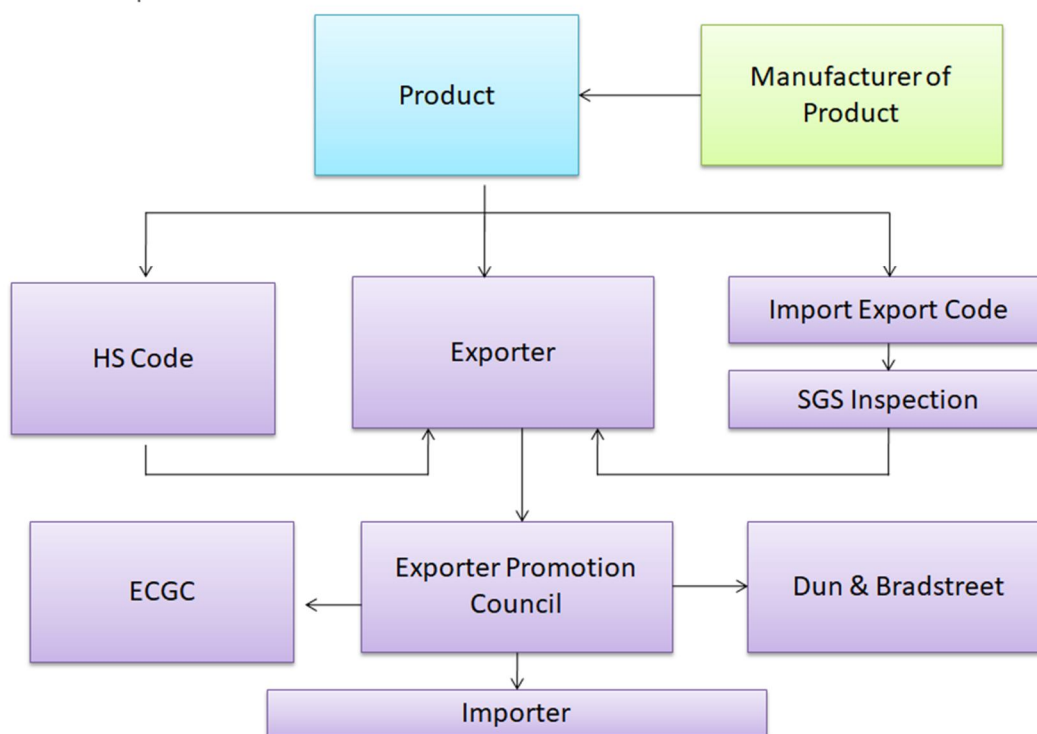 Product
Manufacturer of
Product
HS Code
Exporter
Import Export Code
SGS Inspection
ECGC
Exporter Promotion
Council
Dun & Bradstreet
Importer